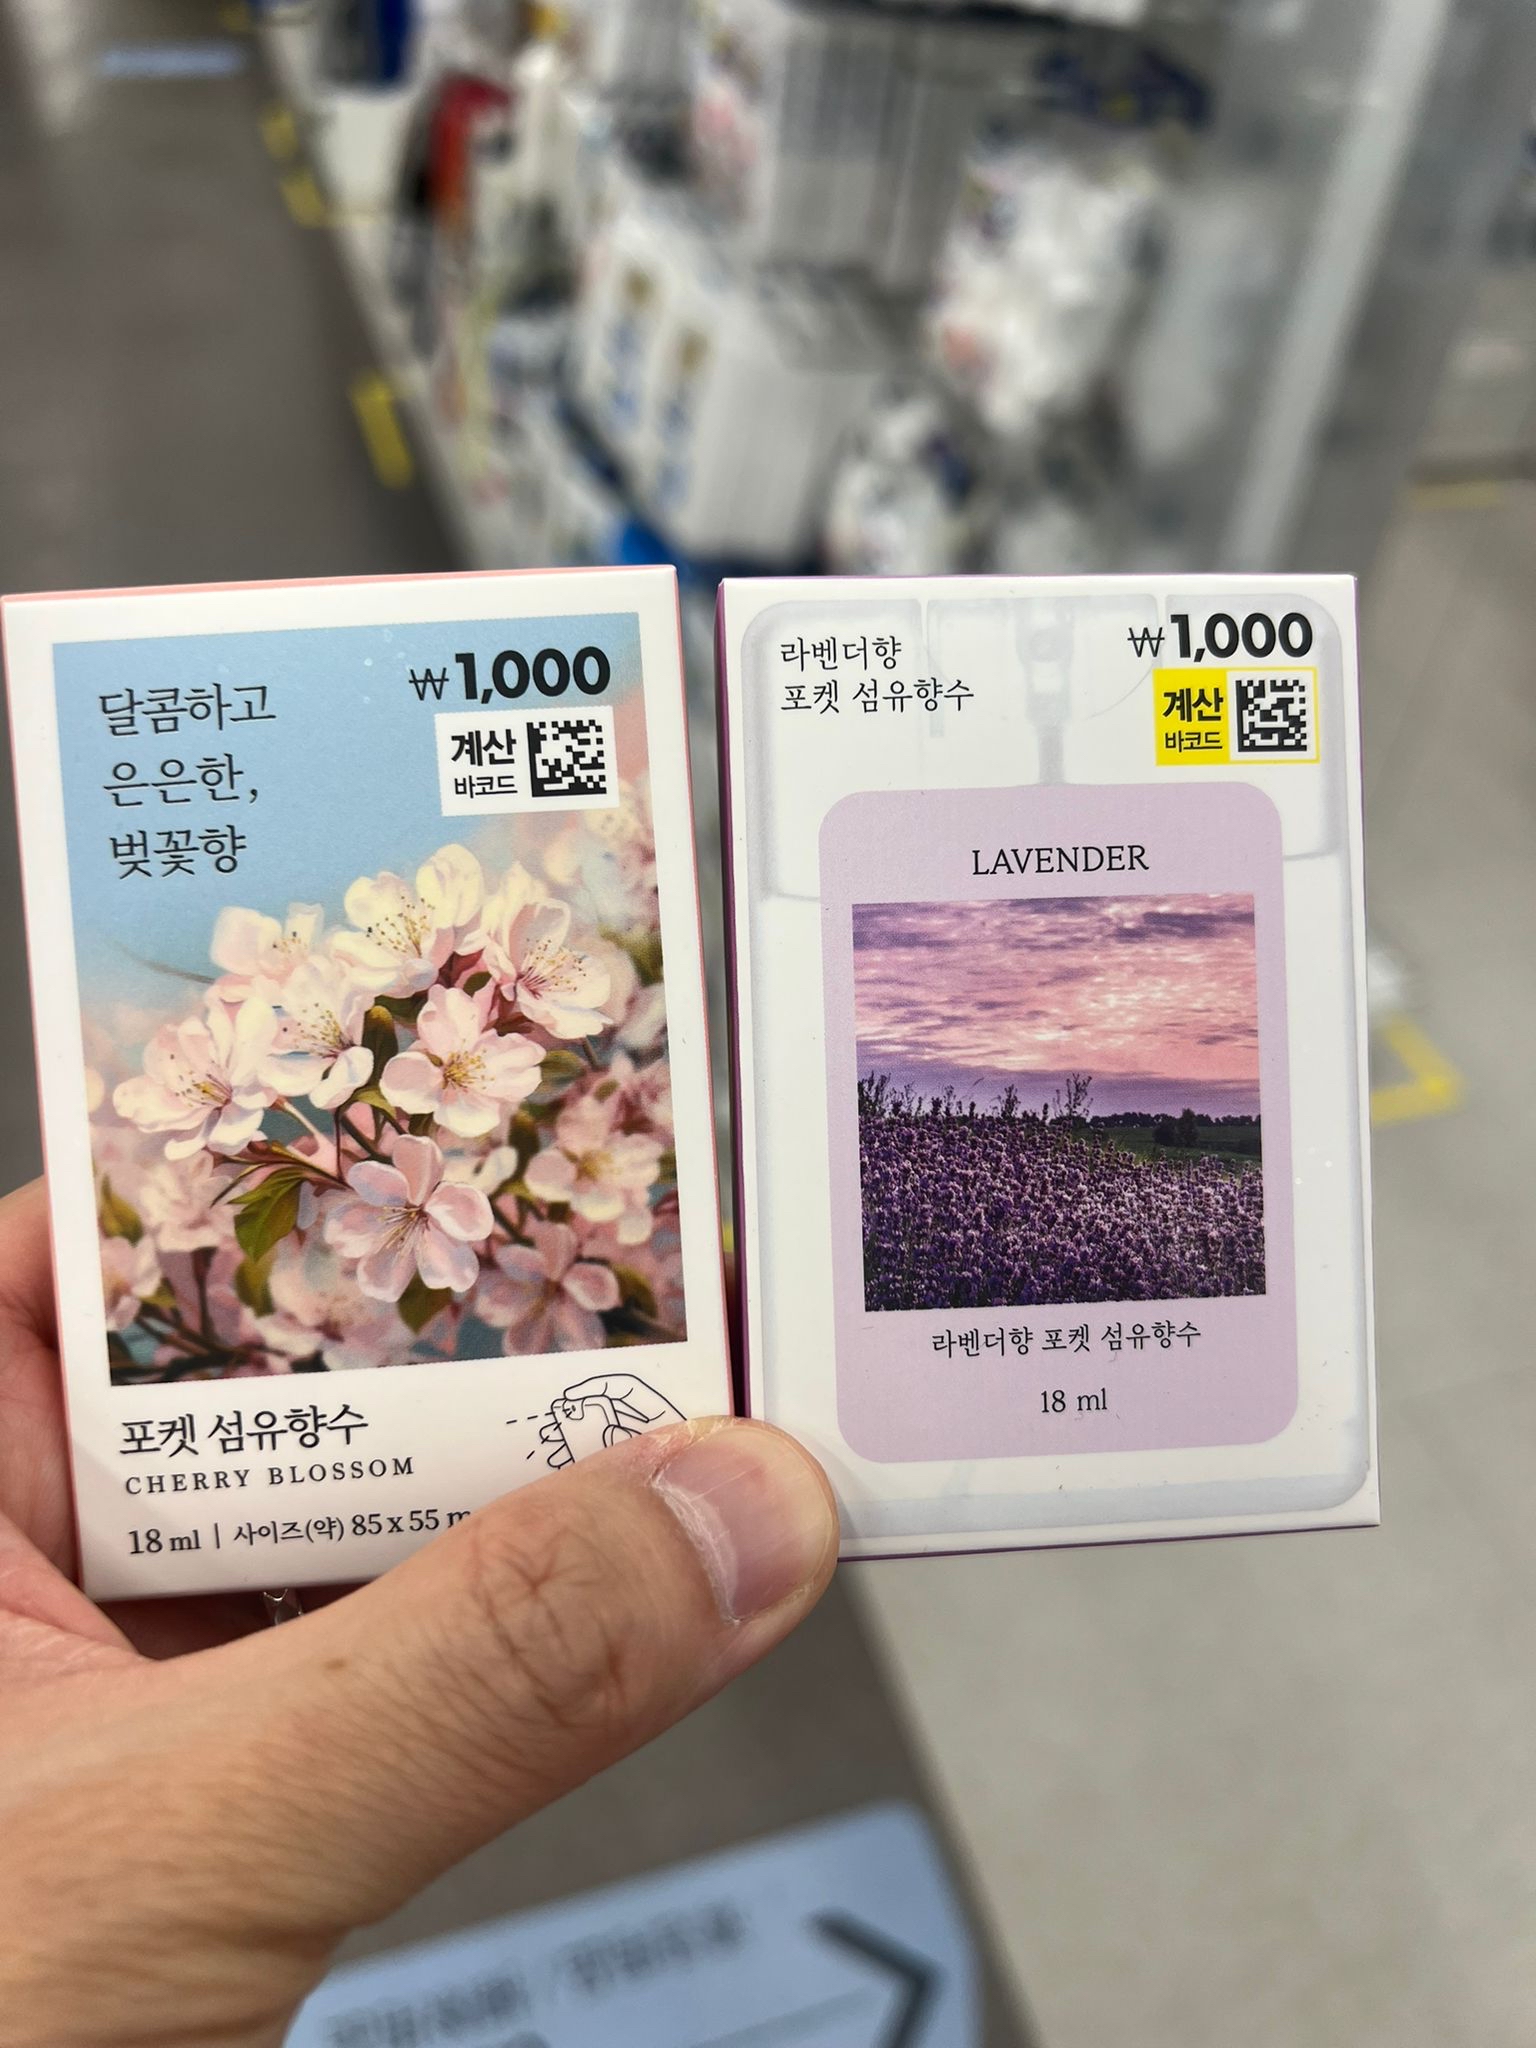 달콤하고
은은한,
벚꽃향
₩1,000
계산
바코드
포켓 섬유향수
CHERRY BLOSSOM
18 ml | 사이즈(약) 85 x 55
라벤더향
포켓 섬유향수
₩1,000
계산
바코드
LAVENDER
라벤더향 포켓 섬유향수
18 ml